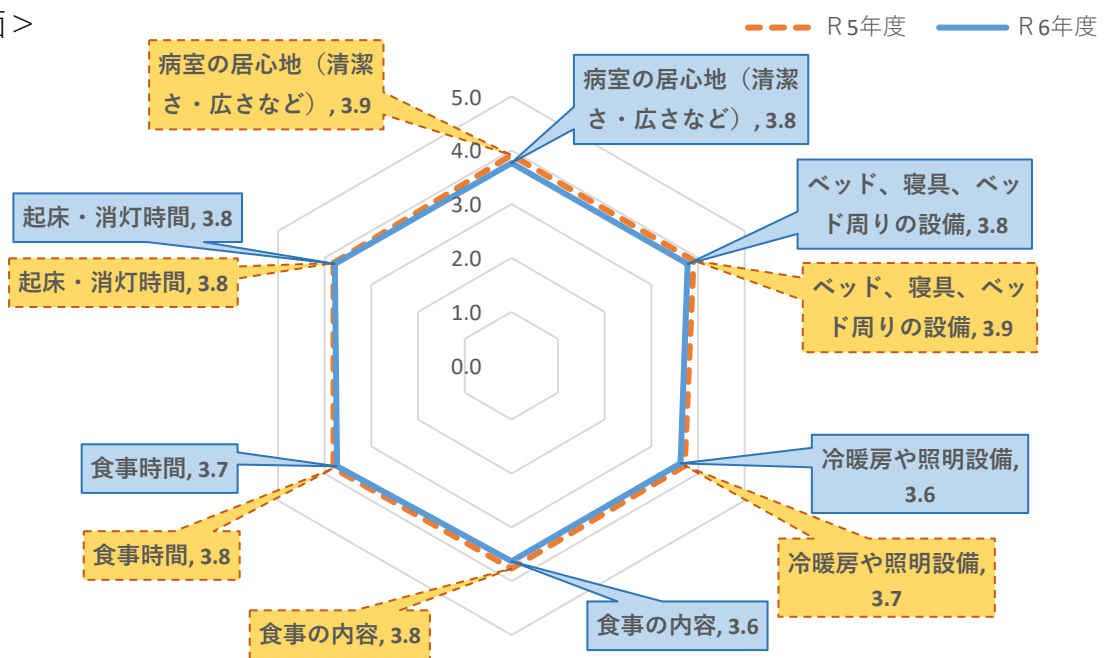 面＞
R5年度
R6年度
病室の居心地（清潔
さ・広さなど）, 3.9
病室の居心地（清潔
さ・広さなど）, 3.8
5.0
4.0
3.0
2.0
1.0
0.0
ベッド、寝具、ベッ
ド周りの設備, 3.8
ベッド、寝具、ベッ
ド周りの設備, 3.9
起床・消灯時間, 3.8
起床・消灯時間, 3.8
食事時間, 3.7
食事時間, 3.8
冷暖房や照明設備,
3.6
冷暖房や照明設備,
3.7
食事の内容, 3.8
食事の内容, 3.6